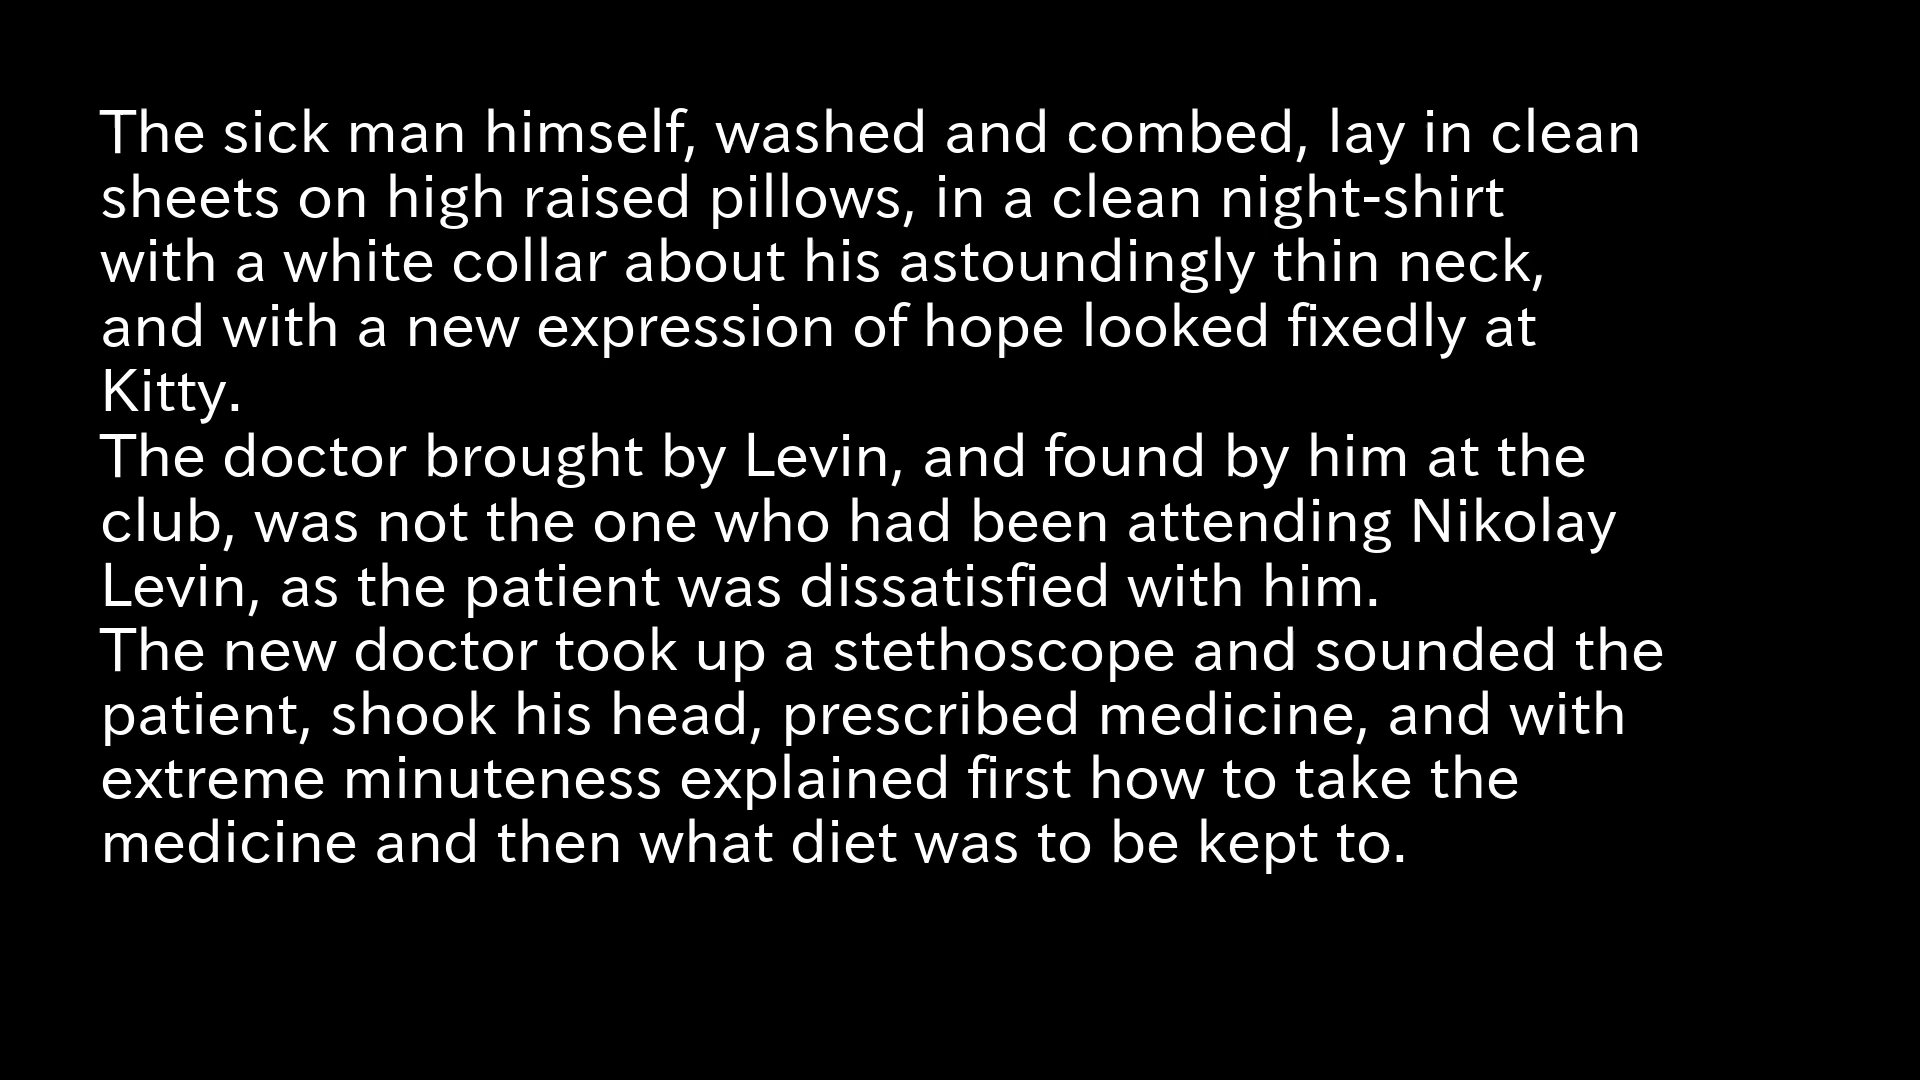 The sick man himself, washed and combed, lay in clean
sheets on high raised pillows, in a clean night-shirt
with a white collar about his astoundingly thin neck,
and with a new expression of hope looked fixedly at
Kitty.
The doctor brought by Levin, and found by him at the
club, was not the one who had been attending Nikolay
Levin, as the patient was dissatisfied with him.
The new doctor took up a stethoscope and sounded the
patient, shook his head, prescribed medicine, and with
extreme minuteness explained first how to take the
medicine and then what diet was to be kept to.